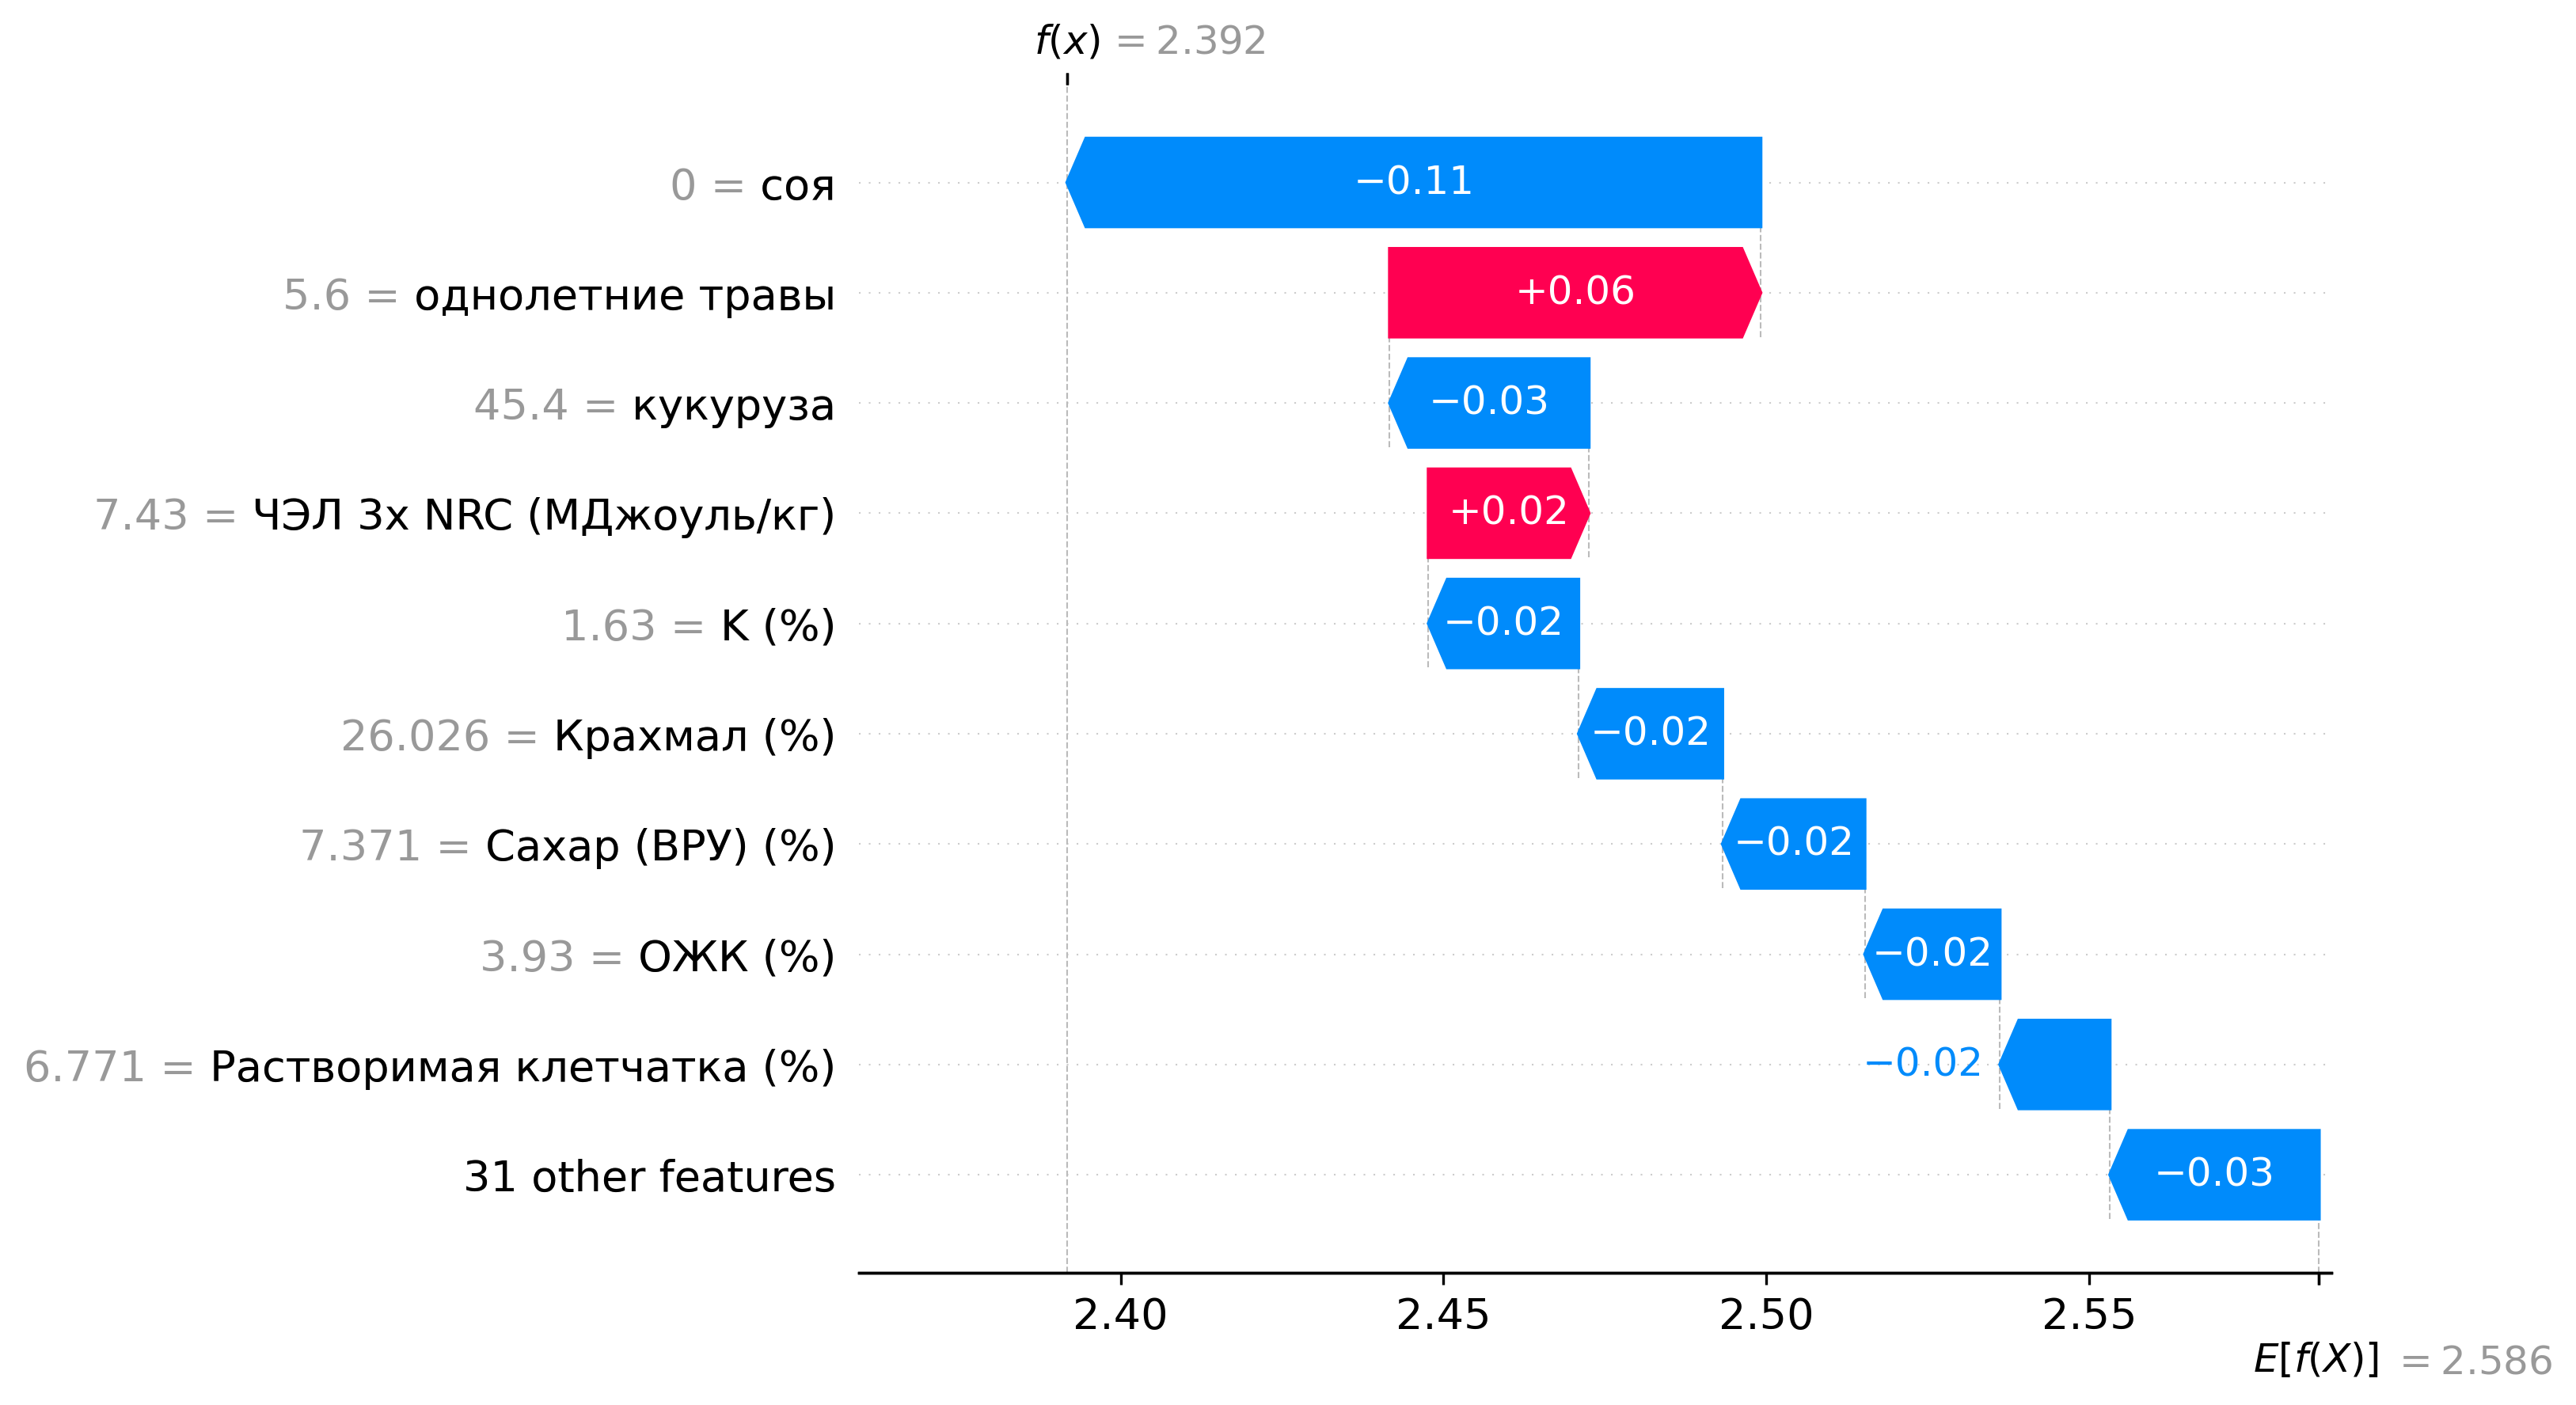 f(x) = 2.392
0 = соя −0.11
5.6 = однолетние травы +0.06
45.4 = кукуруза −0.03
7.43 = ЧЭЛ 3х NRC (МДжоуль/кг) +0.02
1.63 = K (%) −0.02
26.026 = Крахмал (%) −0.02
7.371 = Сахар (ВРУ) (%) −0.02
3.93 = ОЖК (%) −0.02
6.771 = Растворимая клетчатка (%) −0.02
31 other features −0.03
2.40 2.45 2.50 2.55
E[f(X)] = 2.586